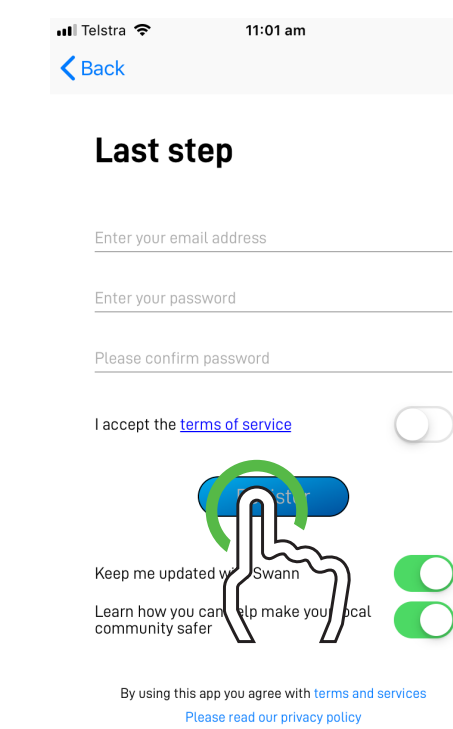 Telstra 11:01 am
Back
Last step
Enter your email address
Enter your password
Please confirm password
I accept the terms of service
Keep me updated Swann
Learn how you can help make your local
community safer
By using this app you agree with terms and services
Please read our privacy policy